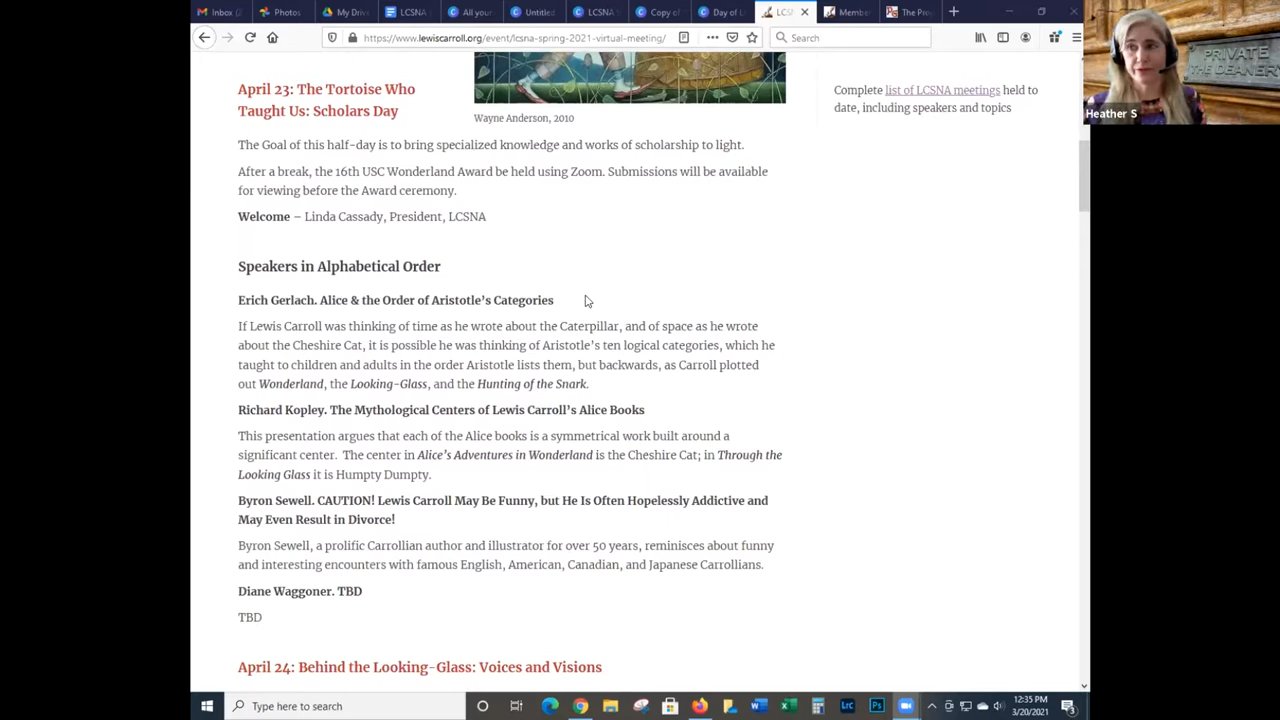 Inbox (2
Photos
My Driv
LCSNA
All your
Untitled
LCSNA
Copy of
Day of L
LCS
Member
The Pro
https://www.lewiscarroll.org/event/lcsna-spring-2021-virtual-meeting/
Search
PRIVATE
THE DEANERY
Heather S
April 23: The Tortoise Who
Taught Us: Scholars Day
Wayne Anderson, 2010
Complete list of LCSNA meetings held to
date, including speakers and topics
The Goal of this half-day is to bring specialized knowledge and works of scholarship to light.
After a break, the 16th USC Wonderland Award be held using Zoom. Submissions will be available
for viewing before the Award ceremony.
Welcome – Linda Cassady, President, LCSNA
Speakers in Alphabetical Order
Erich Gerlach. Alice & the Order of Aristotle's Categories
If Lewis Carroll was thinking of time as he wrote about the Caterpillar, and of space as he wrote
about the Cheshire Cat, it is possible he was thinking of Aristotle's ten logical categories, which he
taught to children and adults in the order Aristotle lists them, but backwards, as Carroll plotted
out Wonderland, the Looking-Glass, and the Hunting of the Snark.
Richard Kopley. The Mythological Centers of Lewis Carroll's Alice Books
This presentation argues that each of the Alice books is a symmetrical work built around a
significant center. The center in Alice's Adventures in Wonderland is the Cheshire Cat; in Through the
Looking Glass it is Humpty Dumpty.
Byron Sewell. CAUTION! Lewis Carroll May Be Funny, but He Is Often Hopelessly Addictive and
May Even Result in Divorce!
Byron Sewell, a prolific Carrollian author and illustrator for over 50 years, reminisces about funny
and interesting encounters with famous English, American, Canadian, and Japanese Carrollians.
Diane Waggoner. TBD
TBD
April 24: Behind the Looking-Glass: Voices and Visions
Type here to search
Lrc
Ps
12:35 PM
3/20/2021
3